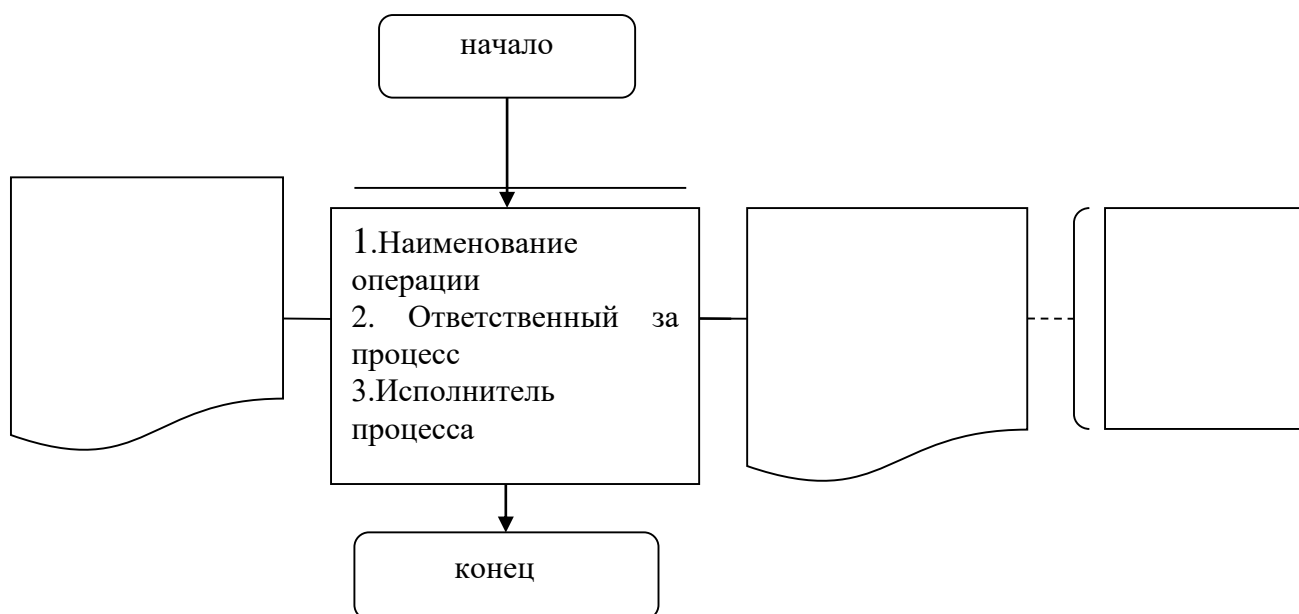 начало
1.Наименование
операции
2. Ответственный за
процесс
3.Исполнитель
процесса
конец